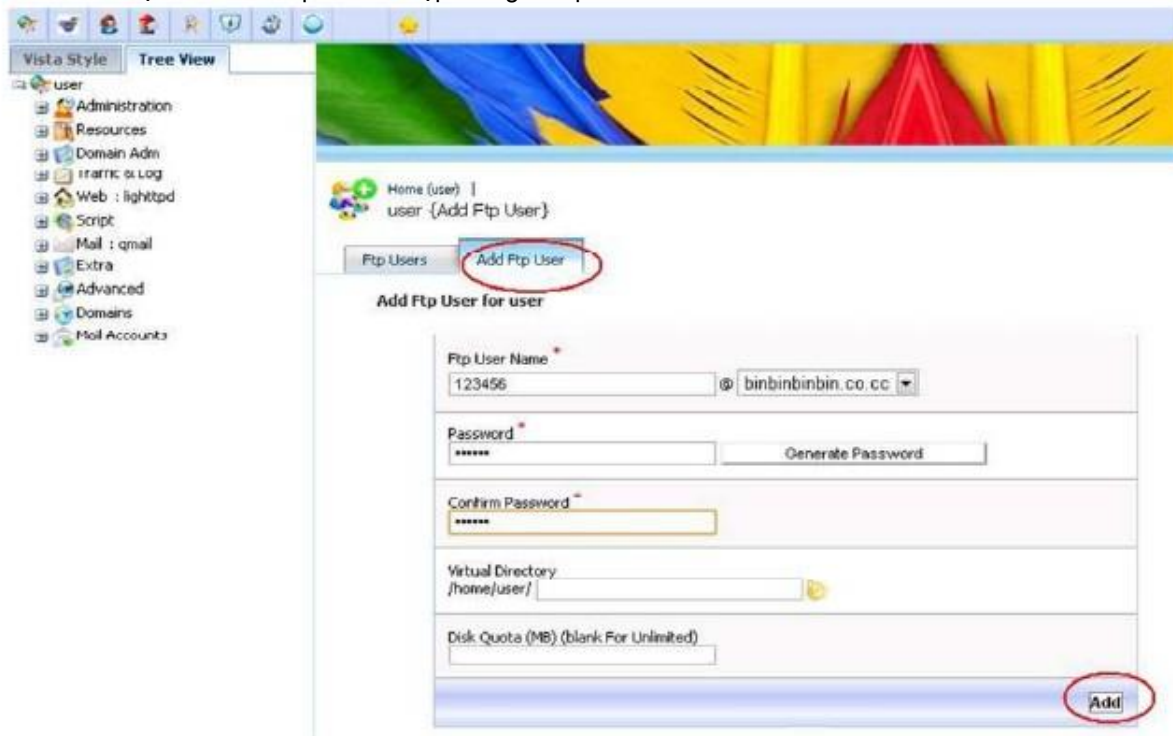 Vista Style Tree View
user
Administration
Resources
Domain Adm
Traffic & Log
Web : lighttpd
Script
Mail : qmail
Extra
Advanced
Domains
Mail Accounts
Home (user) |
user {Add Ftp User}
Ftp Users Add Ftp User
Add Ftp User for user
Ftp User Name *
123456 @ binbinbinbin.co.cc
Password *
•••••• Generate Password
Confirm Password *
••••••
Virtual Directory
/home/user/
Disk Quota (MB) (blank For Unlimited)
Add